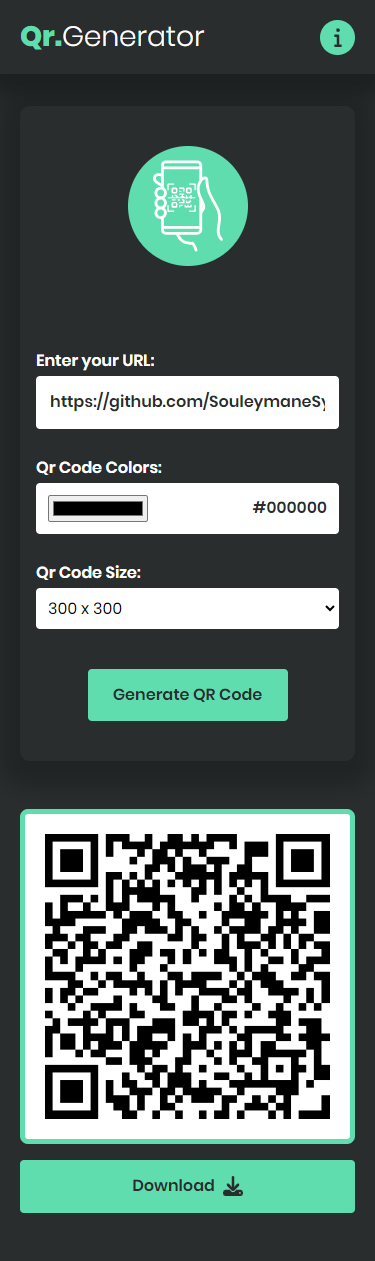 Qr.Generator
Enter your URL:
https://github.com/SouleymaneSy
Qr Code Colors:
#000000
Qr Code Size:
300 x 300
Generate QR Code
Download